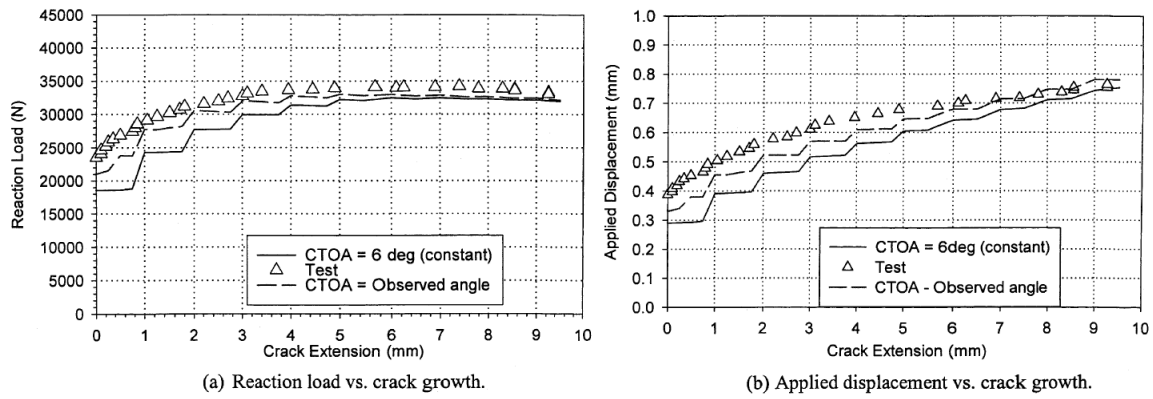 45000
40000
35000
30000
25000
20000
15000
10000
5000
0
Reaction Load (N)
CTOA = 6 deg (constant)
Test
CTOA = Observed angle
0 1 2 3 4 5 6 7 8 9 10
Crack Extension (mm)
(a) Reaction load vs. crack growth.
1.0
0.9
0.8
0.7
0.6
0.5
0.4
0.3
0.2
0.1
0.0
Applied Displacement (mm)
CTOA = 6deg (constant)
Test
CTOA - Observed angle
0 1 2 3 4 5 6 7 8 9 10
Crack Extension (mm)
(b) Applied displacement vs. crack growth.